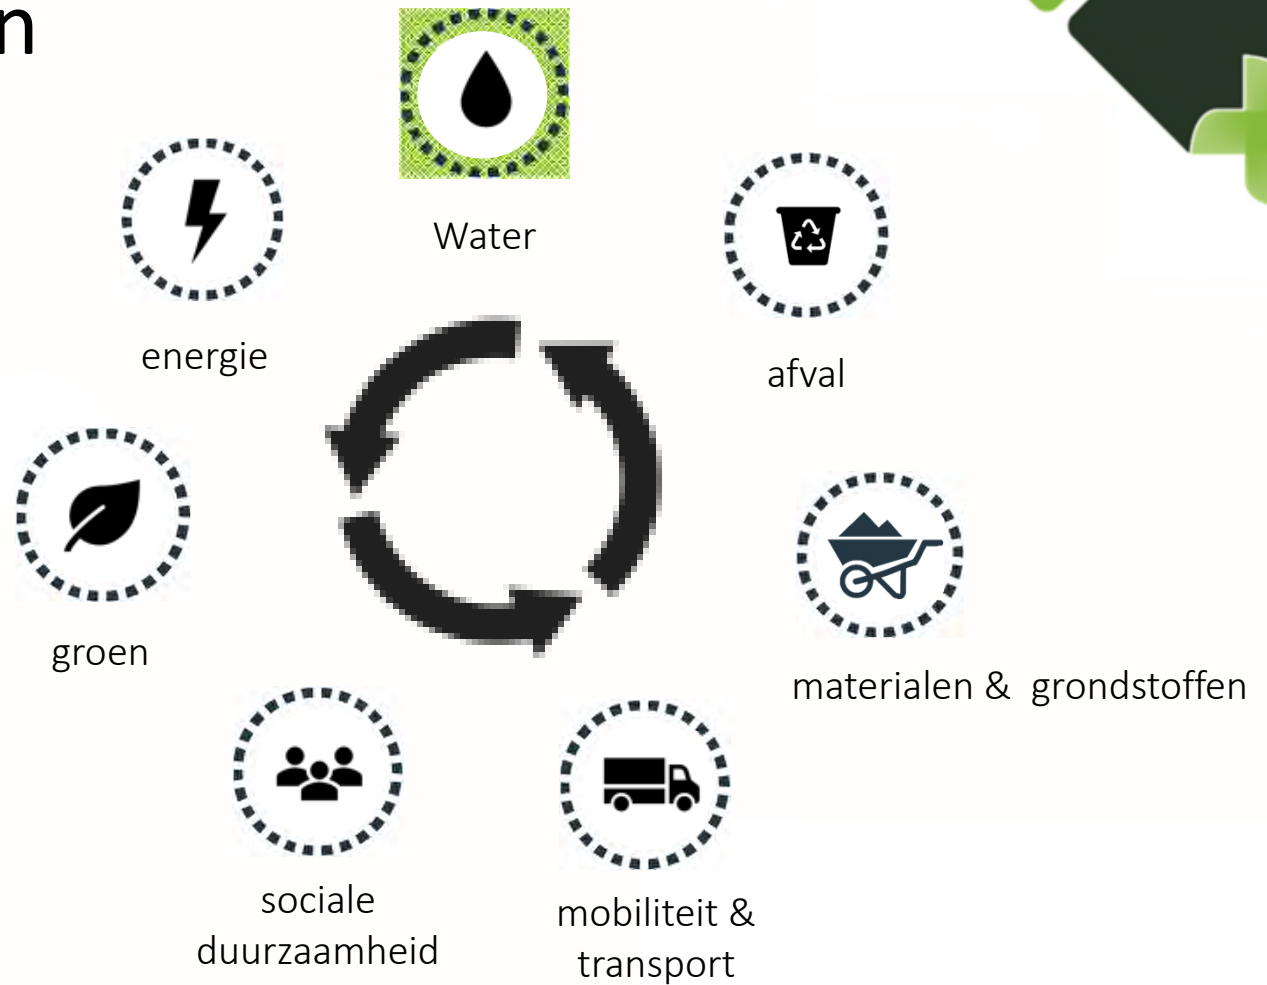 n
Water
energie
afval
groen
materialen & grondstoffen
sociale
duurzaamheid
mobiliteit &
transport